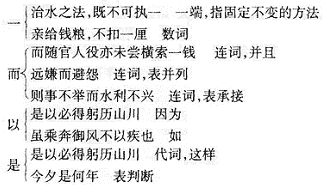 一
治水之法,既不可执一 一端,指固定不变的方法
亲给钱粮,不扣一厘 数词
而
而随官人役亦未尝横索一钱 连词,并且
远嫌而避怨 连词,表并列
则事不举而水利不兴 连词,表承接
以
是以必得躬历山川 因为
虽乘奔御风不以疾也 如
是
是以必得躬历山川 代词,这样
今夕是何年 表判断